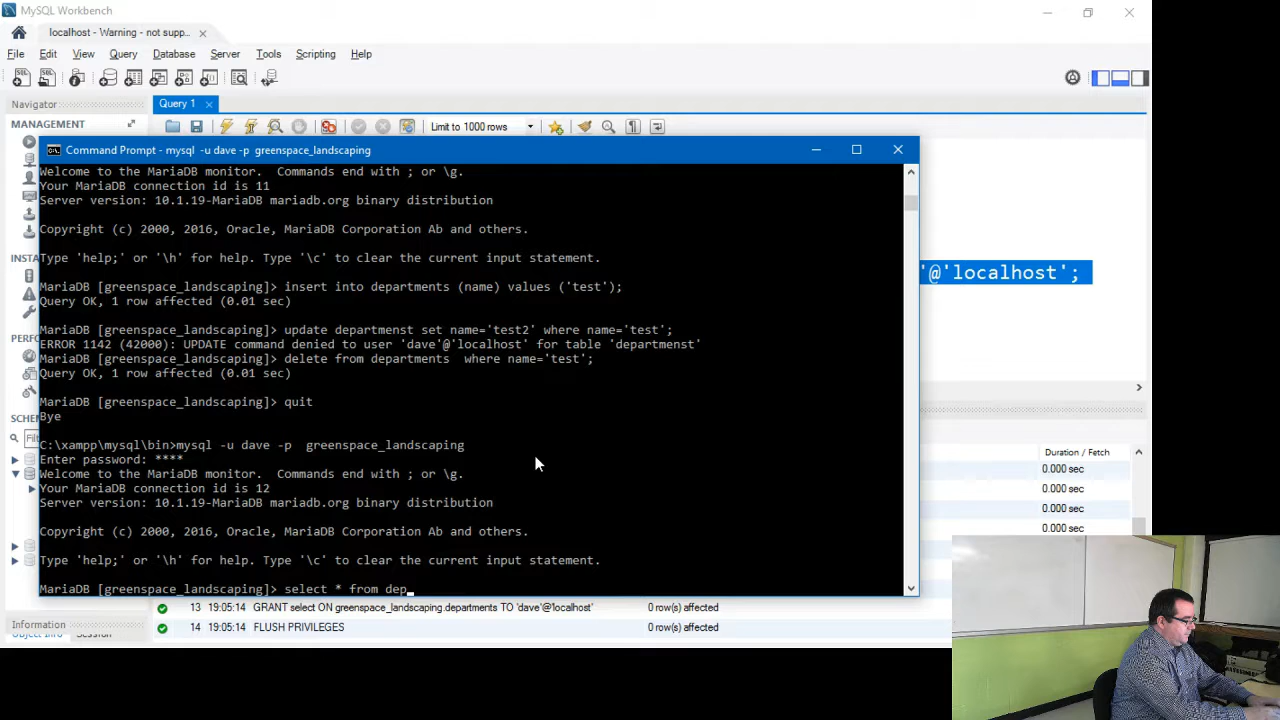 MySQL Workbench
localhost - Warning - not supp...
File Edit View Query Database Server Tools Scripting Help
Navigator
Query 1
MANAGEMENT
Limit to 1000 rows
Command Prompt - mysql -u dave -p greenspace_landscaping
Welcome to the MariaDB monitor.  Commands end with ; or \g.
Your MariaDB connection id is 11
Server version: 10.1.19-MariaDB mariadb.org binary distribution
Copyright (c) 2000, 2016, Oracle, MariaDB Corporation Ab and others.
Type 'help;' or '\h' for help. Type '\c' to clear the current input statement.
MariaDB [greenspace_landscaping]> insert into departments (name) values ('test');
Query OK, 1 row affected (0.01 sec)
MariaDB [greenspace_landscaping]> update departmenst set name='test2' where name='test';
ERROR 1142 (42000): UPDATE command denied to user 'dave'@'localhost' for table 'departmenst'
MariaDB [greenspace_landscaping]> delete from departments  where name='test';
Query OK, 1 row affected (0.01 sec)
MariaDB [greenspace_landscaping]> quit
Bye
C:\xampp\mysql\bin>mysql -u dave -p  greenspace_landscaping
Enter password: ****
Welcome to the MariaDB monitor.  Commands end with ; or \g.
Your MariaDB connection id is 12
Server version: 10.1.19-MariaDB mariadb.org binary distribution
Copyright (c) 2000, 2016, Oracle, MariaDB Corporation Ab and others.
Type 'help;' or '\h' for help. Type '\c' to clear the current input statement.
MariaDB [greenspace_landscaping]> select * from dep
INSTA
PERFO
SCHEM
Filt
'@'localhost';
Duration / Fetch
0.000 sec
0.000 sec
0.000 sec
0.000 sec
13 19:05:14 GRANT select ON greenspace_landscaping.departments TO 'dave'@'localhost' 0 row(s) affected
14 19:05:14 FLUSH PRIVILEGES 0 row(s) affected
Information
Object Info Session